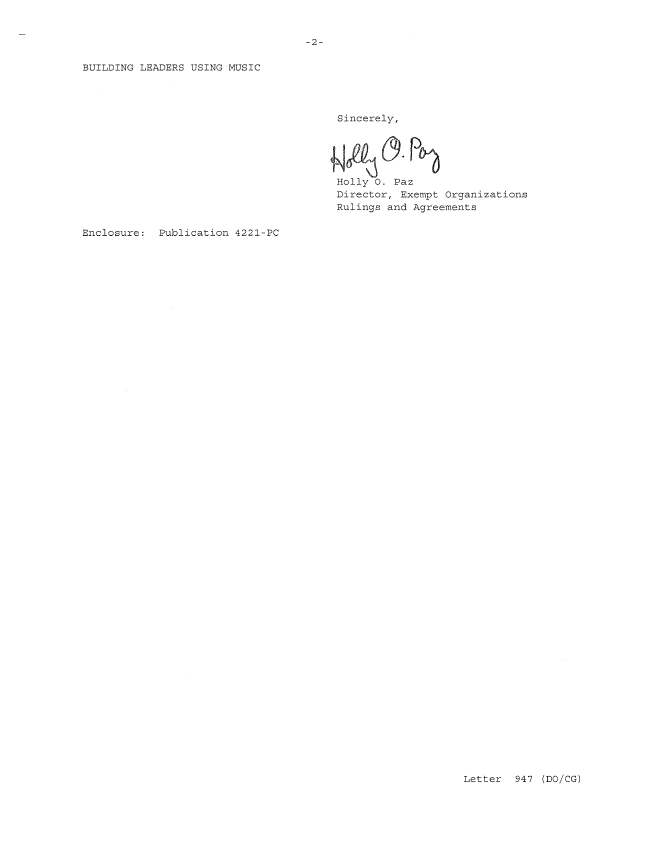 -2-
BUILDING LEADERS USING MUSIC
Sincerely,
Holly O. Paz
Holly O. Paz
Director, Exempt Organizations
Rulings and Agreements
Enclosure: Publication 4221-PC
Letter 947 (DO/CG)